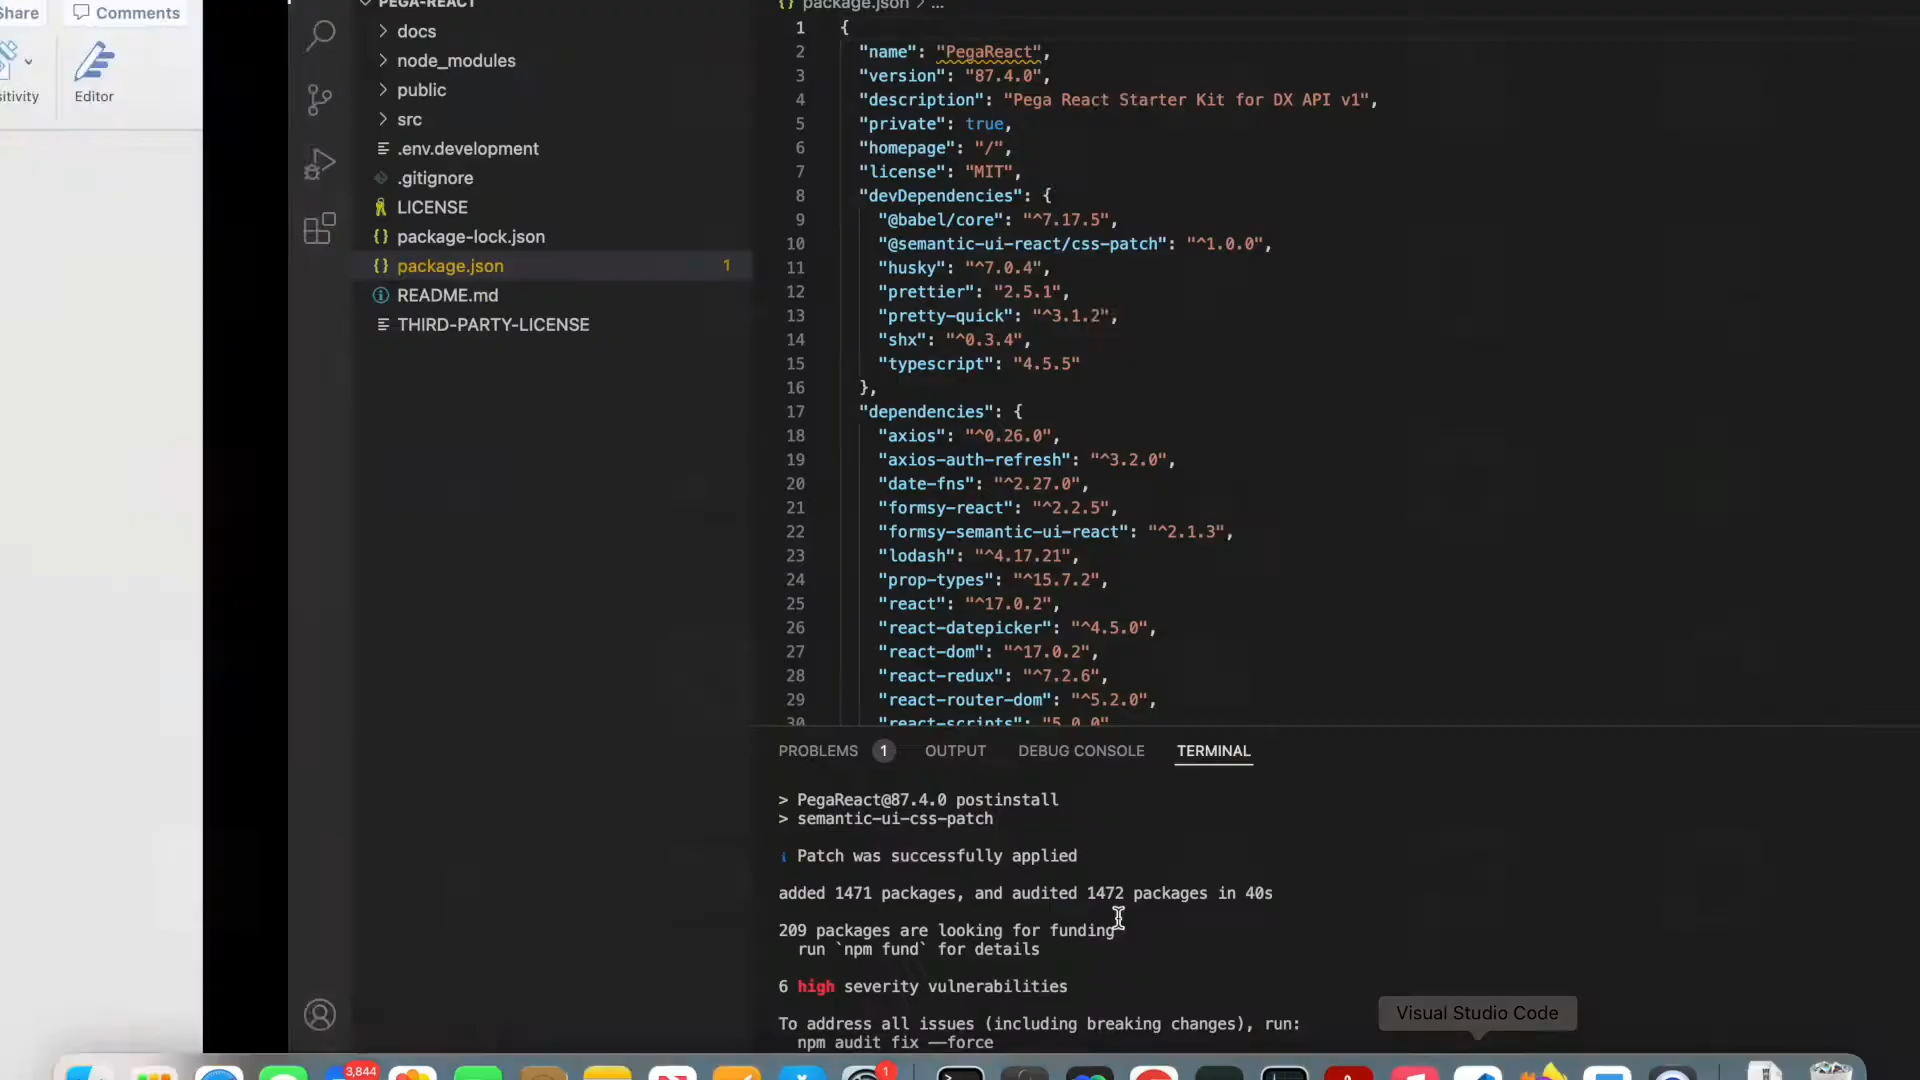 Share
Comments
Editor
PEGA-REACT
docs
node_modules
public
src
.env.development
.gitignore
LICENSE
{} package-lock.json
{} package.json 1
README.md
THIRD-PARTY-LICENSE
{} package.json > ...
1 {
2 "name": "PegaReact",
3 "version": "87.4.0",
4 "description": "Pega React Starter Kit for DX API v1",
5 "private": true,
6 "homepage": "/",
7 "license": "MIT",
8 "devDependencies": {
9 "@babel/core": "^7.17.5",
10 "@semantic-ui-react/css-patch": "^1.0.0",
11 "husky": "^7.0.4",
12 "prettier": "2.5.1",
13 "pretty-quick": "^3.1.2",
14 "shx": "^0.3.4",
15 "typescript": "4.5.5"
16 },
17 "dependencies": {
18 "axios": "^0.26.0",
19 "axios-auth-refresh": "^3.2.0",
20 "date-fns": "^2.27.0",
21 "formsy-react": "^2.2.5",
22 "formsy-semantic-ui-react": "^2.1.3",
23 "lodash": "^4.17.21",
24 "prop-types": "^15.7.2",
25 "react": "^17.0.2",
26 "react-datepicker": "^4.5.0",
27 "react-dom": "^17.0.2",
28 "react-redux": "^7.2.6",
29 "react-router-dom": "^5.2.0",
30 "react-scripts": "5.0.0"
PROBLEMS 1 OUTPUT DEBUG CONSOLE TERMINAL
> PegaReact@87.4.0 postinstall
> semantic-ui-css-patch
i Patch was successfully applied
added 1471 packages, and audited 1472 packages in 40s
209 packages are looking for funding
run `npm fund` for details
6 high severity vulnerabilities
To address all issues (including breaking changes), run:
npm audit fix --force
Visual Studio Code
3,844
1